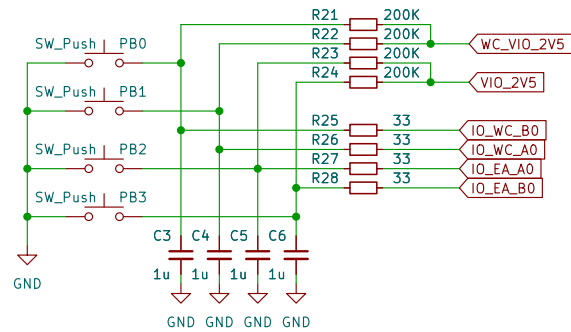 R21 200K
SW_Push PB0 R22 200K WC_VIO_2V5
R23 200K
R24 200K VIO_2V5
SW_Push PB1
R25 33 IO_WC_B0
R26 33 IO_WC_A0
SW_Push PB2 R27 33 IO_EA_A0
R28 33 IO_EA_B0
SW_Push PB3
C3 C4 C5 C6
1u 1u 1u 1u
GND
GND GND GND GND